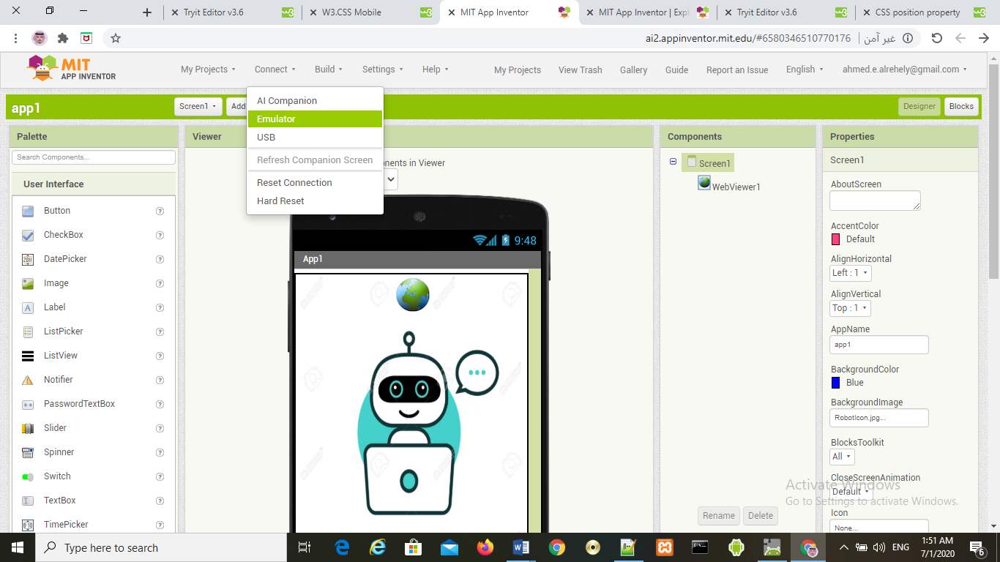 Tryit Editor v3.6
W3.CSS Mobile
MIT App Inventor
MIT App Inventor | Expl
Tryit Editor v3.6
CSS position property
ai2.appinventor.mit.edu/#6580346510770176
غير آمن
MIT
APP INVENTOR
My Projects
Connect
Build
Settings
Help
My Projects
View Trash
Gallery
Guide
Report an Issue
English
ahmed.e.alrehely@gmail.com
app1
Screen1
Add
Designer
Blocks
AI Companion
Emulator
USB
Refresh Companion Screen
Reset Connection
Hard Reset
Palette
Search Components...
User Interface
Button
CheckBox
DatePicker
Image
Label
ListPicker
ListView
Notifier
PasswordTextBox
Slider
Spinner
Switch
TextBox
TimePicker
Viewer
nents in Viewer
9:48
App1
Components
Screen1
WebViewer1
Rename
Delete
Properties
Screen1
AboutScreen
AccentColor
Default
AlignHorizontal
Left : 1
AlignVertical
Top : 1
AppName
app1
BackgroundColor
Blue
BackgroundImage
RobotIcon.jpg...
BlocksToolkit
All
CloseScreenAnimation
Default
Icon
None...
Activate Windows
Go to Settings to activate Windows.
Type here to search
ENG
1:51 AM
7/1/2020
6